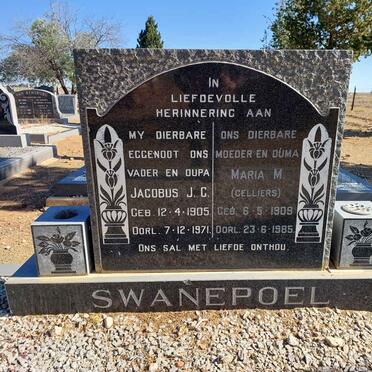 IN
LIEFDEVOLLE
HERINNERING AAN
MY DIERBARE
EGGENOOT ONS
VADER EN OUPA
JACOBUS J. C.
GEB. 12-4-1905
OORL. 7-12-1971
ONS DIERBARE
MOEDER EN OUMA
MARIA M.
(CELLIERS)
GEB. 6-5-1909
OORL. 23-6-1985
ONS SAL MET LIEFDE ONTHOU.
SWANEPOEL